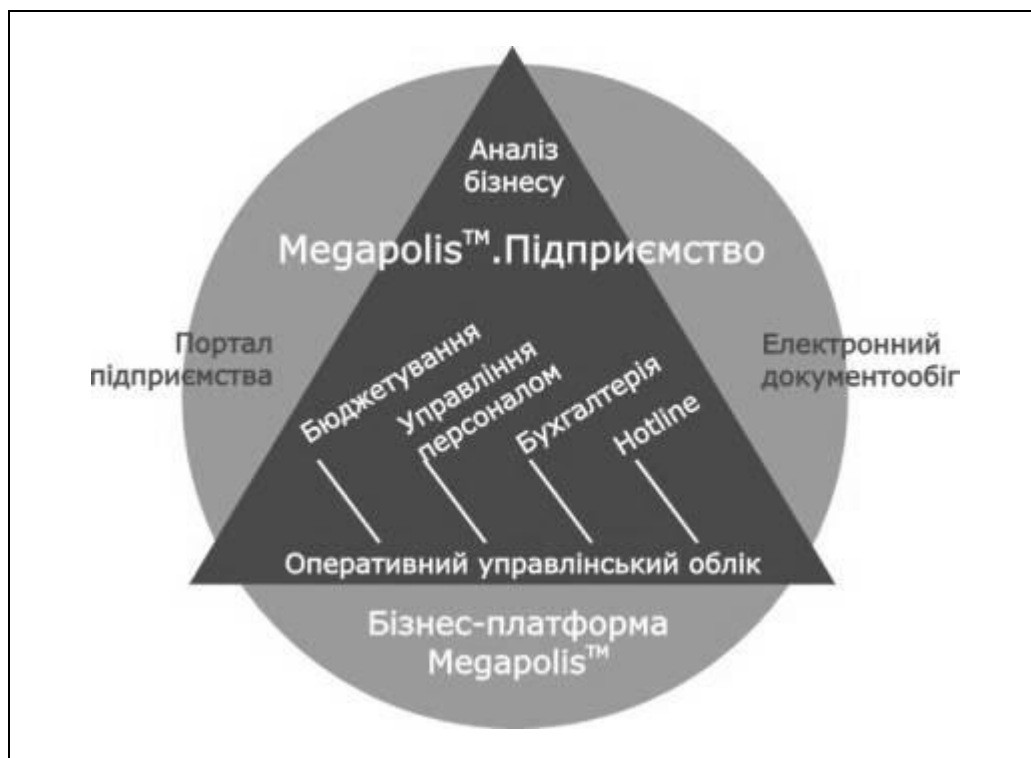 Аналіз
бізнесу
Megapolis™.Підприємство
Портал
підприємства
Електронний
документообіг
Бюджетування
Управління
персоналом
Бухгалтерія
Hotline
Оперативний управлінський облік
Бізнес-платформа
Megapolis™